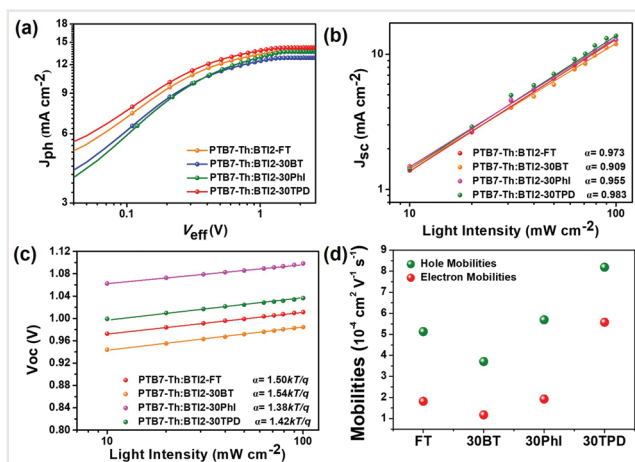 (a)
15
12
9
6
3
Jph (mA cm-2)
PTB7-Th:BTI2-FT
PTB7-Th:BTI2-30BT
PTB7-Th:BTI2-30PhI
PTB7-Th:BTI2-30TPD
0.1
1
Veff (V)
(b)
10
1
Jsc (mA cm-2)
PTB7-Th:BTI2-FT α= 0.973
PTB7-Th:BTI2-30BT α= 0.909
PTB7-Th:BTI2-30PhI α= 0.955
PTB7-Th:BTI2-30TPD α= 0.983
10
100
Light Intensity (mW cm-2)
(c)
1.12
1.08
1.04
1.00
0.96
0.92
0.88
0.84
0.80
Voc (V)
PTB7-Th:BTI2-FT α= 1.50kT/q
PTB7-Th:BTI2-30BT α= 1.54kT/q
PTB7-Th:BTI2-30PhI α= 1.38kT/q
PTB7-Th:BTI2-30TPD α= 1.42kT/q
10
100
Light Intensity (mW cm-2)
(d)
9
8
7
6
5
4
3
2
1
Mobilities (10-4 cm2 V-1 s-1)
Hole Mobilities
Electron Mobilities
FT 30BT 30PhI 30TPD